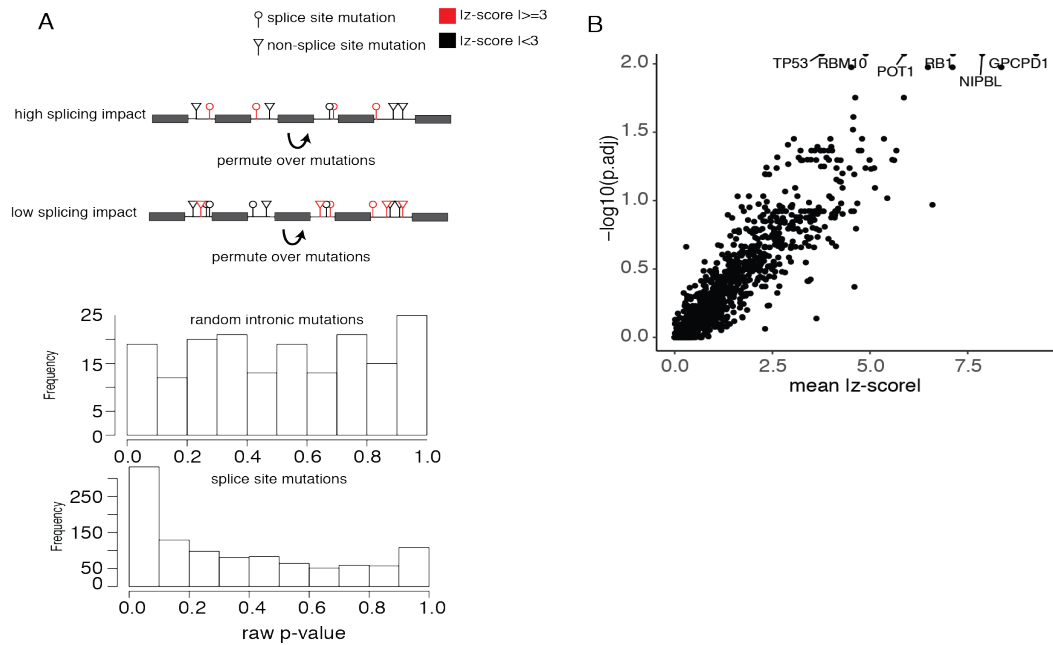 A
splice site mutation
non-splice site mutation
|z-score |>=3
|z-score |<3
high splicing impact
permute over mutations
low splicing impact
permute over mutations
random intronic mutations
Frequency
25
15
5
0
0.0 0.2 0.4 0.6 0.8 1.0
splice site mutations
Frequency
250
150
50
0
0.0 0.2 0.4 0.6 0.8 1.0
raw p-value
B
TP53 RBM10 POT1 RB1 NIPBL GPCPD1
−log10(p.adj)
2.0
1.5
1.0
0.5
0.0
0.0 2.5 5.0 7.5
mean |z-score|